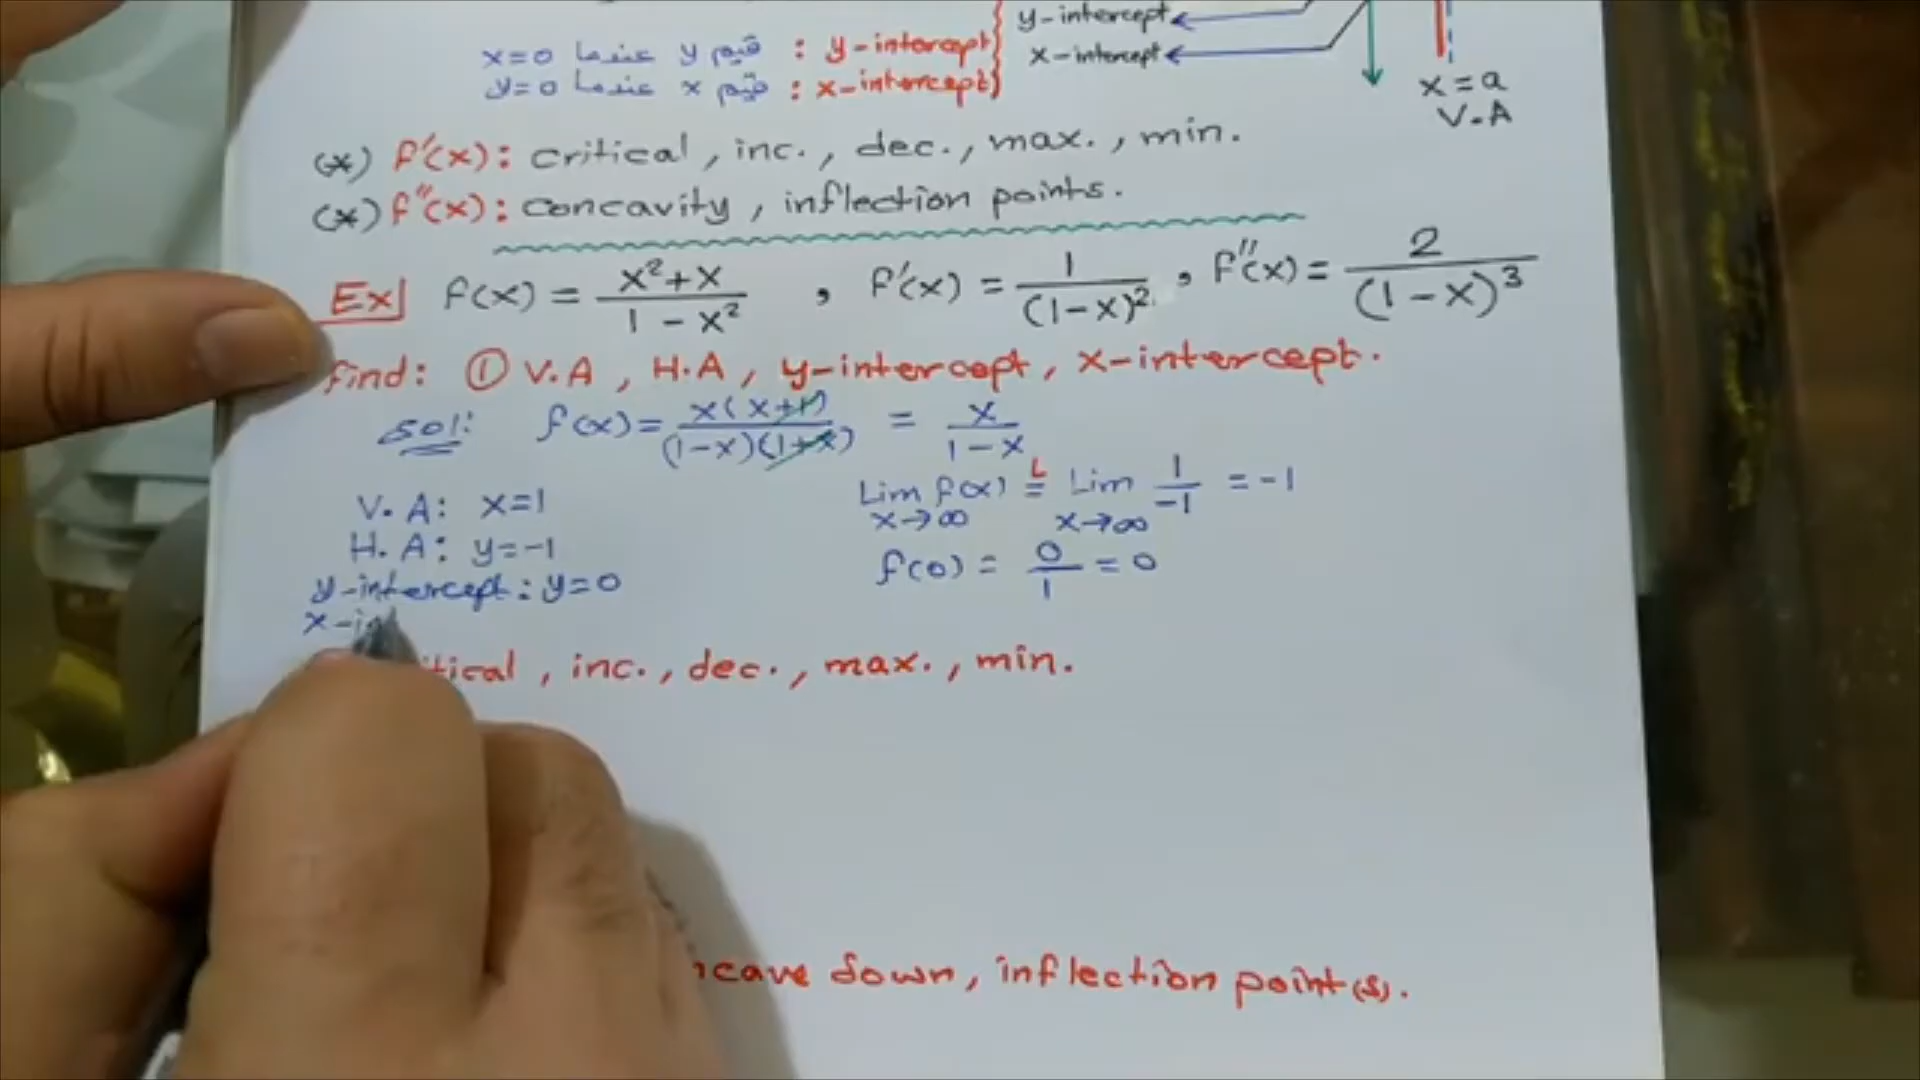 y-intercept
x=0 عندما y قيم : y-intercept
x-intercept
y=0 عندما x قيم : x-intercept
x=a
V.A
(*) f'(x): critical, inc., dec., max., min.
(*) f''(x): concavity, inflection points.
Ex] f(x) = (x²+x)/(1-x²) , f'(x) = 1/(1-x)² , f''(x) = 2/(1-x)³
find: ① V.A, H.A, y-intercept, x-intercept.
sol: f(x) = x(x+1)/(1-x)(1+x) = x/(1-x)
V.A: x=1
Lim f(x) L= Lim 1/-1 = -1
x→∞ x→∞
H.A: y=-1
f(0) = 0/1 = 0
y-intercept: y=0
x-in
tical, inc., dec., max., min.
ncave down, inflection point(s).